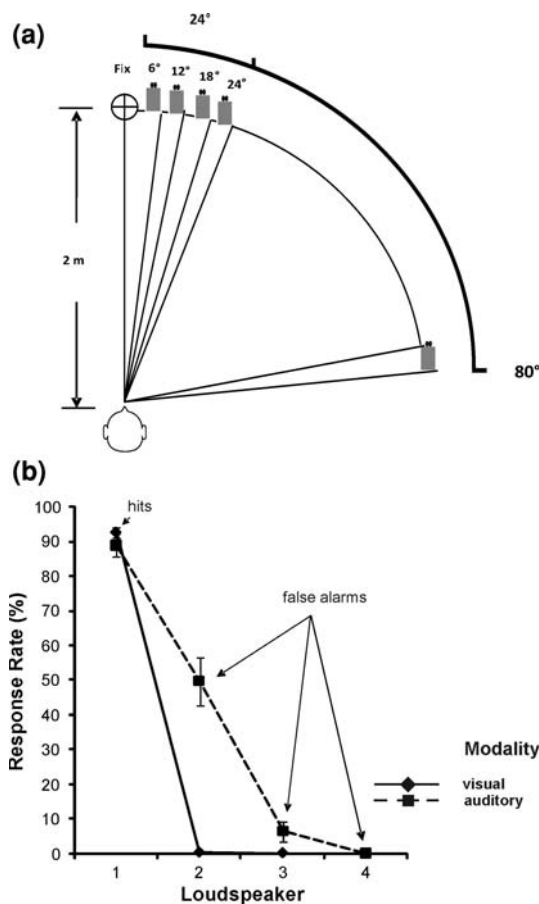 (a)
24°
Fix 6° 12° 18° 24°
2 m
80°
(b)
100
90
80
70
60
50
40
30
20
10
0
Response Rate (%)
hits
false alarms
Modality
visual
auditory
1 2 3 4
Loudspeaker